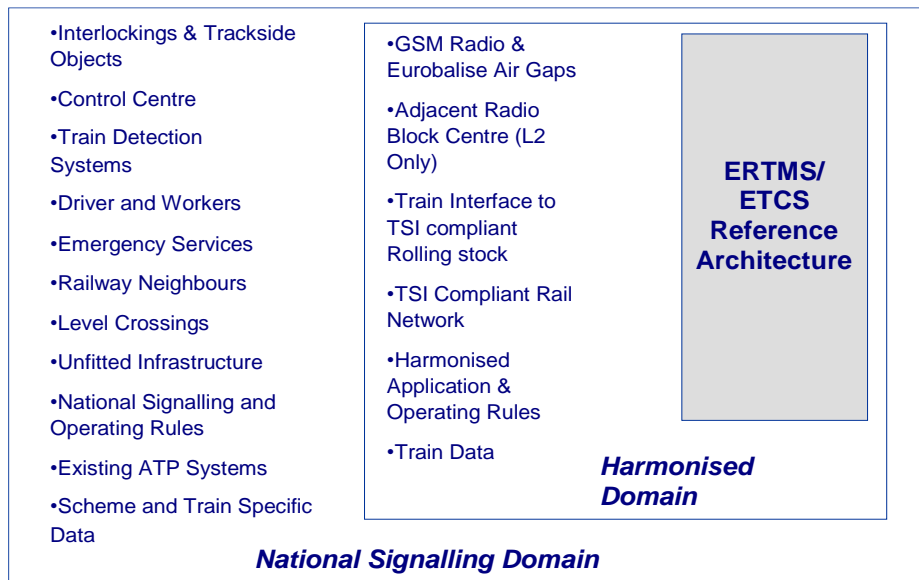 •Interlockings & Trackside
Objects
•Control Centre
•Train Detection
Systems
•Driver and Workers
•Emergency Services
•Railway Neighbours
•Level Crossings
•Unfitted Infrastructure
•National Signalling and
Operating Rules
•Existing ATP Systems
•Scheme and Train Specific
Data
•GSM Radio &
Eurobalise Air Gaps
•Adjacent Radio
Block Centre (L2
Only)
•Train Interface to
TSI compliant
Rolling stock
•TSI Compliant Rail
Network
•Harmonised
Application &
Operating Rules
•Train Data
ERTMS/
ETCS
Reference
Architecture
Harmonised
Domain
National Signalling Domain